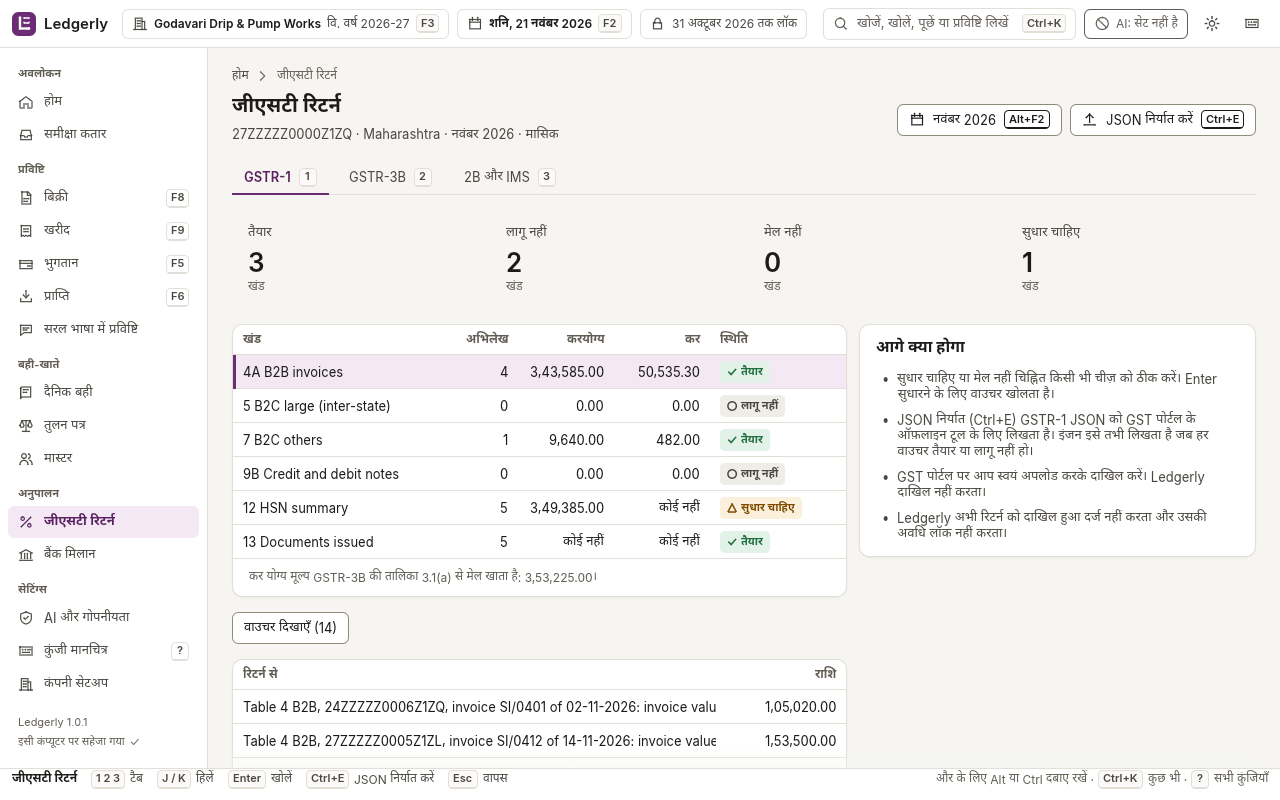 Ledgerly
Godavari Drip & Pump Works वि. वर्ष 2026-27 F3
शनि, 21 नवंबर 2026 F2
31 अक्टूबर 2026 तक लॉक
खोजें, खोलें, पूछें या प्रविष्टि लिखें Ctrl+K
AI: सेट नहीं है
अवलोकन
होम
समीक्षा कतार
प्रविष्टि
बिक्री F8
खरीद F9
भुगतान F5
प्राप्ति F6
सरल भाषा में प्रविष्टि
बही-खाते
दैनिक बही
तुलन पत्र
मास्टर
अनुपालन
जीएसटी रिटर्न
बैंक मिलान
सेटिंग्स
AI और गोपनीयता
कुंजी मानचित्र ?
कंपनी सेटअप
Ledgerly 1.0.1
इसी कंप्यूटर पर सहेजा गया
होम > जीएसटी रिटर्न
जीएसटी रिटर्न
27ZZZZZ0000Z1ZQ · Maharashtra · नवंबर 2026 · मासिक
नवंबर 2026 Alt+F2
JSON निर्यात करें Ctrl+E
GSTR-1 1 GSTR-3B 2 2B और IMS 3
तैयार लागू नहीं मेल नहीं सुधार चाहिए
3 2 0 1
खंड खंड खंड खंड
खंड अभिलेख करयोग्य कर स्थिति
4A B2B invoices 4 3,43,585.00 50,535.30 तैयार
5 B2C large (inter-state) 0 0.00 0.00 लागू नहीं
7 B2C others 1 9,640.00 482.00 तैयार
9B Credit and debit notes 0 0.00 0.00 लागू नहीं
12 HSN summary 5 3,49,385.00 कोई नहीं सुधार चाहिए
13 Documents issued 5 कोई नहीं कोई नहीं तैयार
कर योग्य मूल्य GSTR-3B की तालिका 3.1(a) से मेल खाता है: 3,53,225.00।
वाउचर दिखाएँ (14)
रिटर्न से राशि
Table 4 B2B, 24ZZZZZ0006Z1ZQ, invoice SI/0401 of 02-11-2026: invoice valu 1,05,020.00
Table 4 B2B, 27ZZZZZ0005Z1ZL, invoice SI/0412 of 14-11-2026: invoice value 1,53,500.00
आगे क्या होगा
• सुधार चाहिए या मेल नहीं चिह्नित किसी भी चीज़ को ठीक करें। Enter
सुधारने के लिए वाउचर खोलता है।
• JSON निर्यात (Ctrl+E) GSTR-1 JSON को GST पोर्टल के
ऑफ़लाइन टूल के लिए लिखता है। इंजन इसे तभी लिखता है जब हर
वाउचर तैयार या लागू नहीं हो।
• GST पोर्टल पर आप स्वयं अपलोड करके दाखिल करें। Ledgerly
दाखिल नहीं करता।
• Ledgerly अभी रिटर्न को दाखिल हुआ दर्ज नहीं करता और उसकी
अवधि लॉक नहीं करता।
जीएसटी रिटर्न 1 2 3 टैब J / K हिलें Enter खोलें Ctrl+E JSON निर्यात करें Esc वापस
और के लिए Alt या Ctrl दबाए रखें · Ctrl+K कुछ भी · ? सभी कुंजियाँ